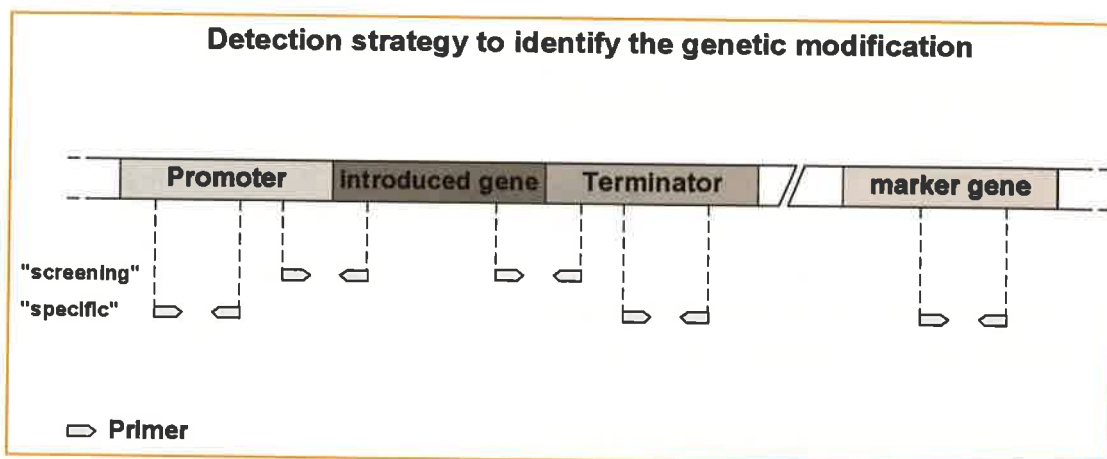 Detection strategy to identify the genetic modification
Promoter introduced gene Terminator marker gene
"screening"
"specific"
Primer